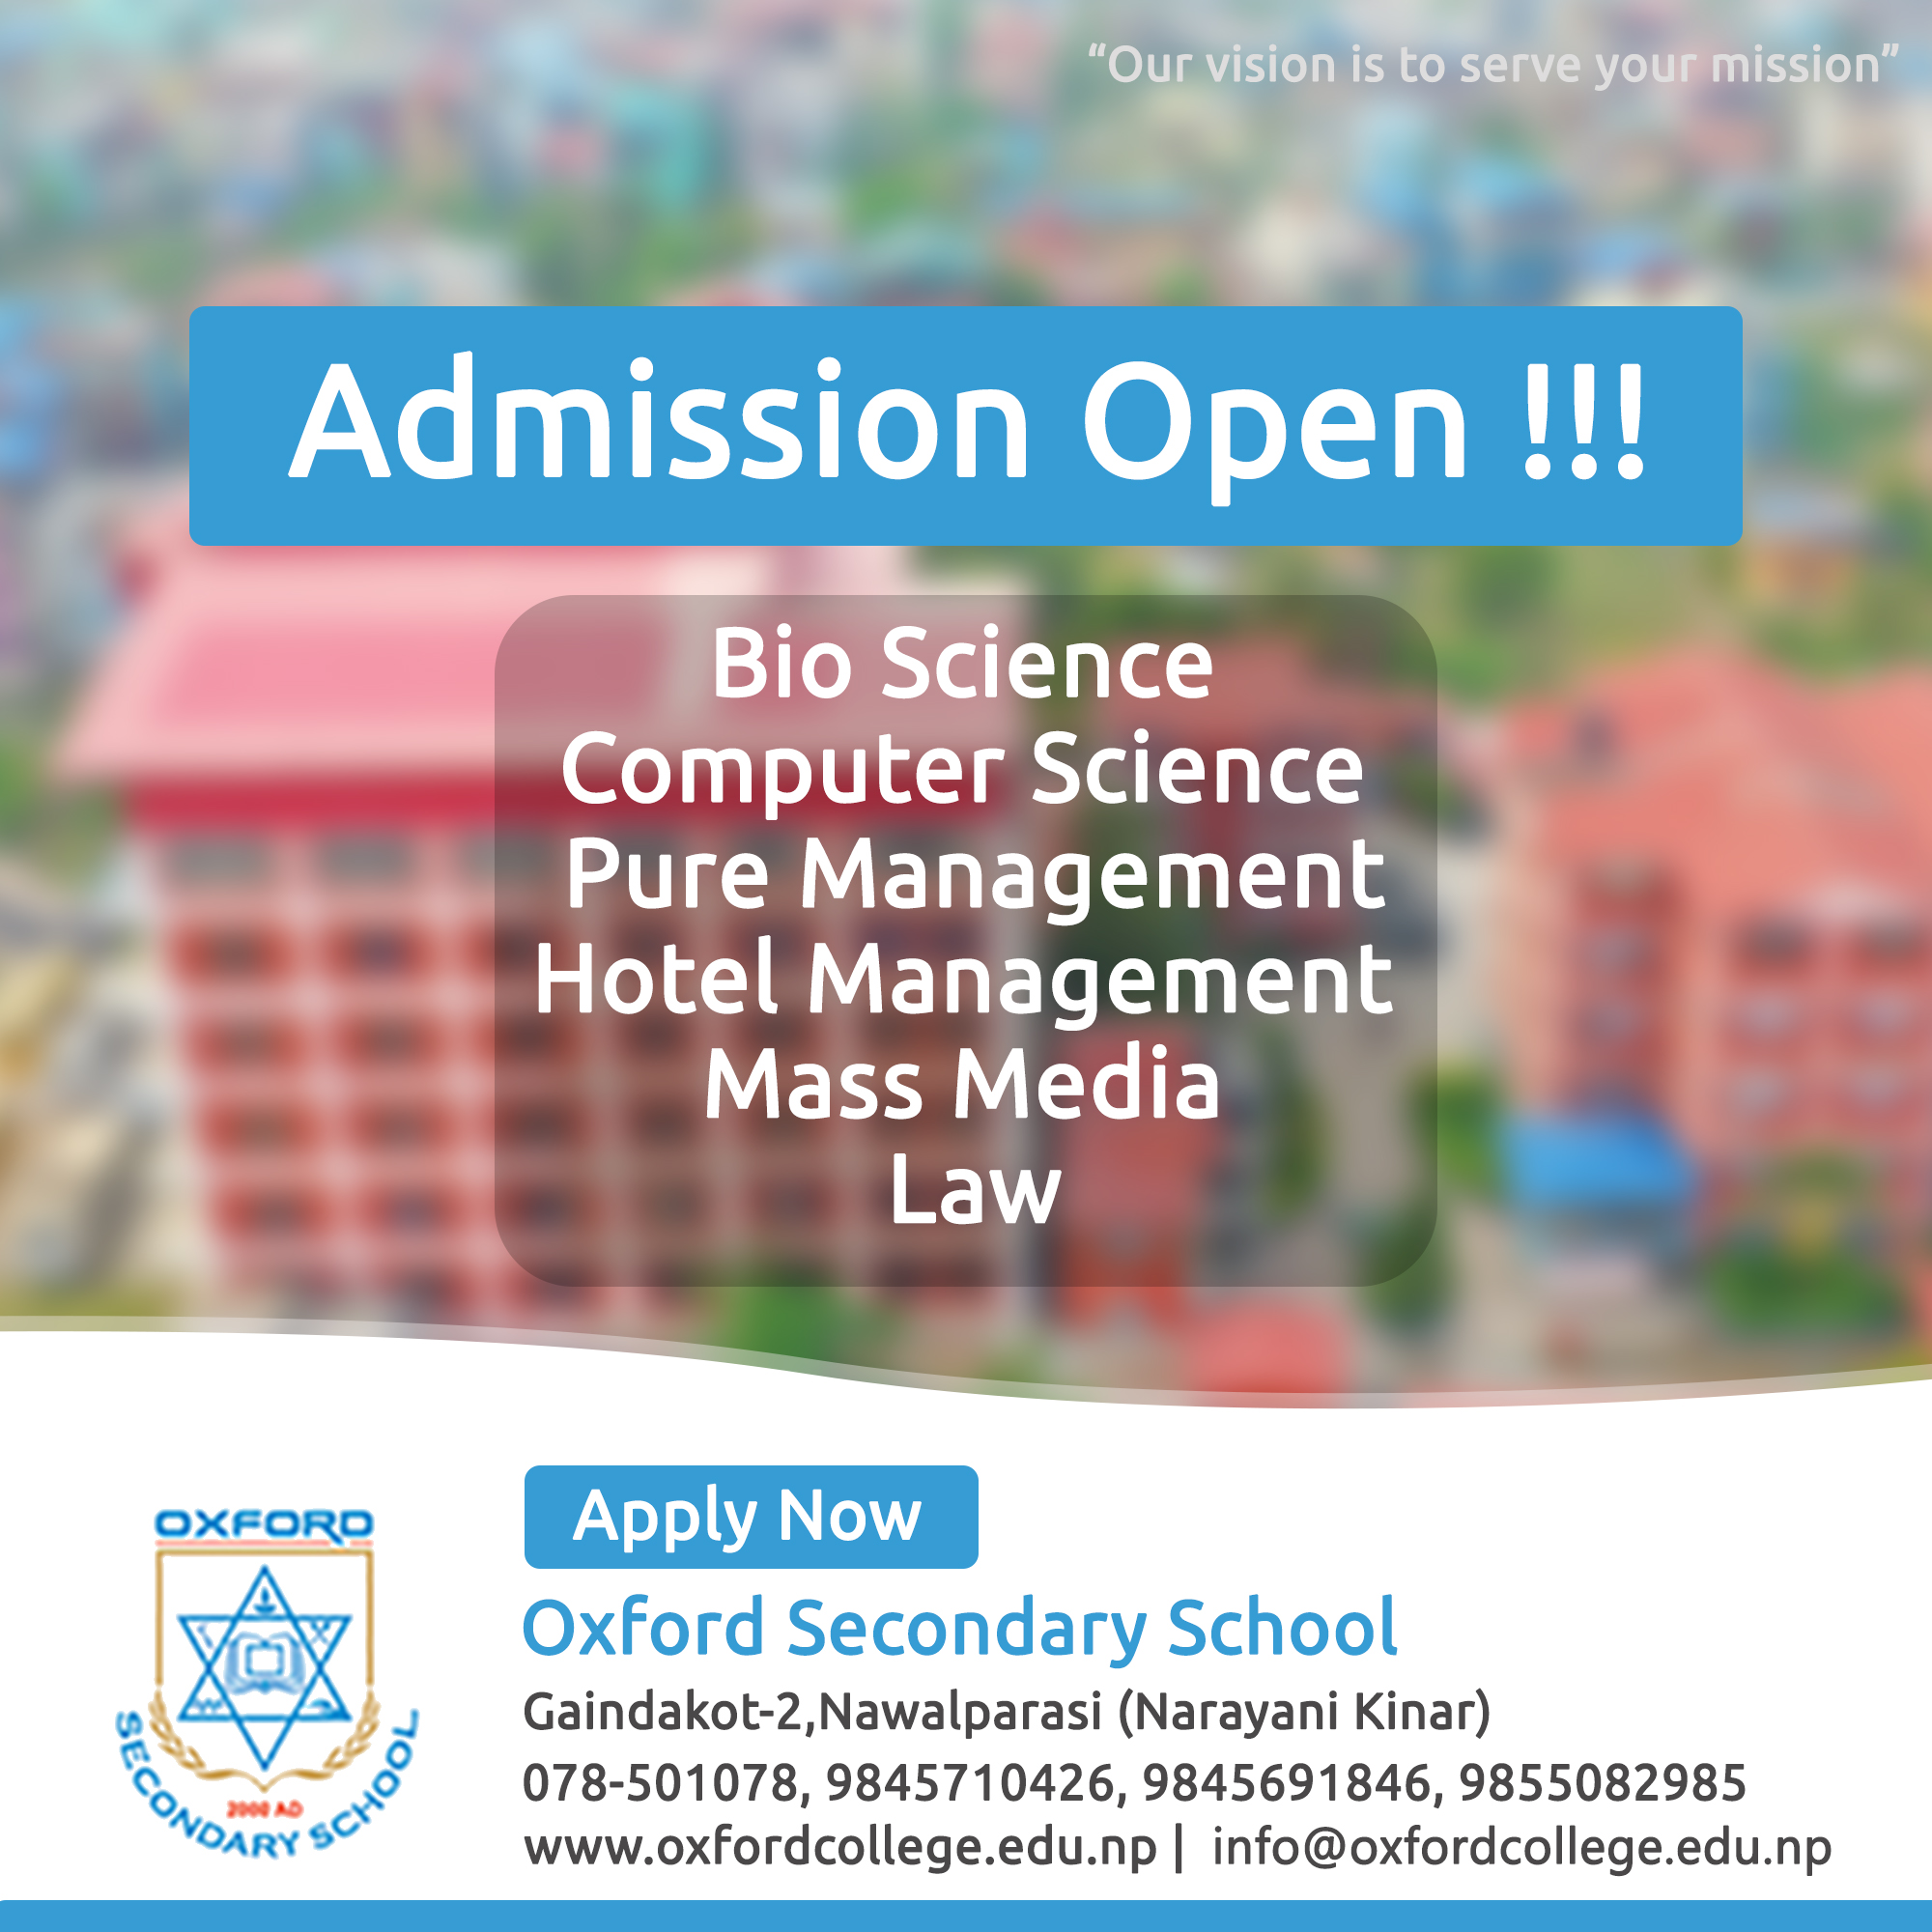 “Our vision is to serve your mission”
Admission Open !!!
Bio Science
Computer Science
Pure Management
Hotel Management
Mass Media
Law
Apply Now
OXFORD
2000 AD
SECONDARY SCHOOL
Oxford Secondary School
Gaindakot-2,Nawalparasi (Narayani Kinar)
078-501078, 9845710426, 9845691846, 9855082985
www.oxfordcollege.edu.np | info@oxfordcollege.edu.np